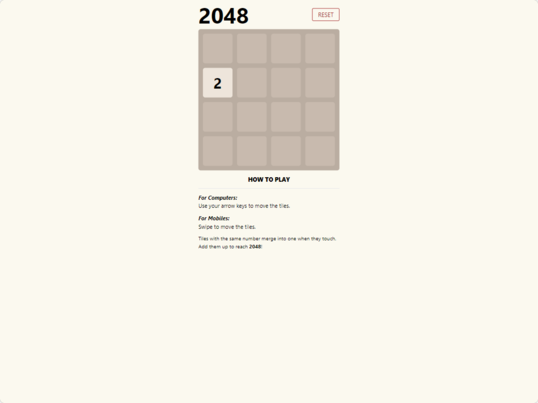 2048
RESET
2
HOW TO PLAY
For Computers:
Use your arrow keys to move the tiles.
For Mobiles:
Swipe to move the tiles.
Tiles with the same number merge into one when they touch.
Add them up to reach 2048!